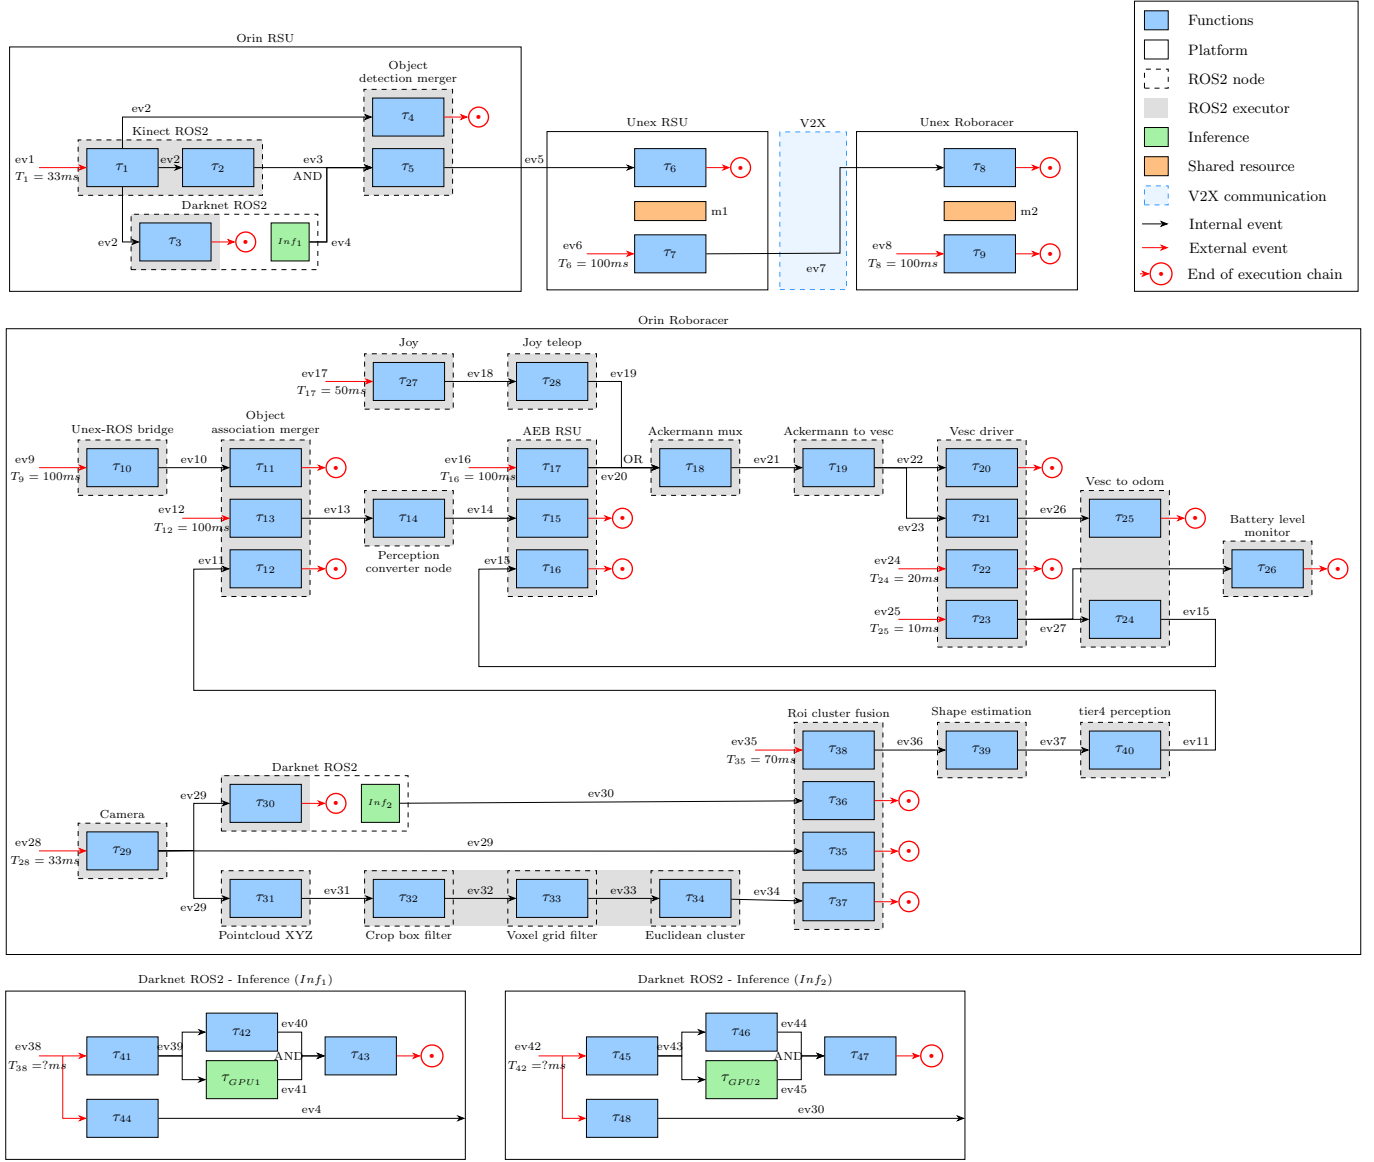 Orin RSU
Object
detection merger
ev2
τ4
Kinect ROS2
ev1
T1 = 33ms
τ1
ev2
τ2
ev3
AND
τ5
ev5
Darknet ROS2
ev2
τ3
Inf1
ev4
Unex RSU
τ6
m1
ev6
T6 = 100ms
τ7
V2X
ev7
Unex Roboracer
τ8
m2
ev8
T8 = 100ms
τ9
Functions
Platform
ROS2 node
ROS2 executor
Inference
Shared resource
V2X communication
Internal event
External event
End of execution chain
Orin Roboracer
Joy
ev17
T17 = 50ms
τ27
ev18
Joy teleop
τ28
ev19
Unex-ROS bridge
ev9
T9 = 100ms
τ10
ev10
Object
association merger
τ11
ev12
T12 = 100ms
τ13
ev13
τ14
Perception
converter node
ev14
ev11
τ12
AEB RSU
ev16
T16 = 100ms
τ17
ev20
OR
τ15
ev15
τ16
Ackermann mux
τ18
ev21
Ackermann to vesc
τ19
ev22
ev23
Vesc driver
τ20
τ21
ev26
ev24
T24 = 20ms
τ22
ev25
T25 = 10ms
τ23
ev27
Vesc to odom
τ25
τ24
ev15
Battery level
monitor
τ26
Roi cluster fusion
ev35
T35 = 70ms
τ38
ev36
Shape estimation
τ39
ev37
tier4 perception
τ40
ev11
Darknet ROS2
ev29
τ30
Inf2
ev30
τ36
Camera
ev28
T28 = 33ms
τ29
ev29
τ35
ev29
τ31
Pointcloud XYZ
ev31
τ32
Crop box filter
ev32
τ33
Voxel grid filter
ev33
τ34
Euclidean cluster
ev34
τ37
Darknet ROS2 - Inference (Inf1)
ev38
T38 =?ms
τ41
ev39
τ42
ev40
AND
τGPU1
ev41
τ43
τ44
ev4
Darknet ROS2 - Inference (Inf2)
ev42
T42 =?ms
τ45
ev43
τ46
ev44
AND
τGPU2
ev45
τ47
τ48
ev30